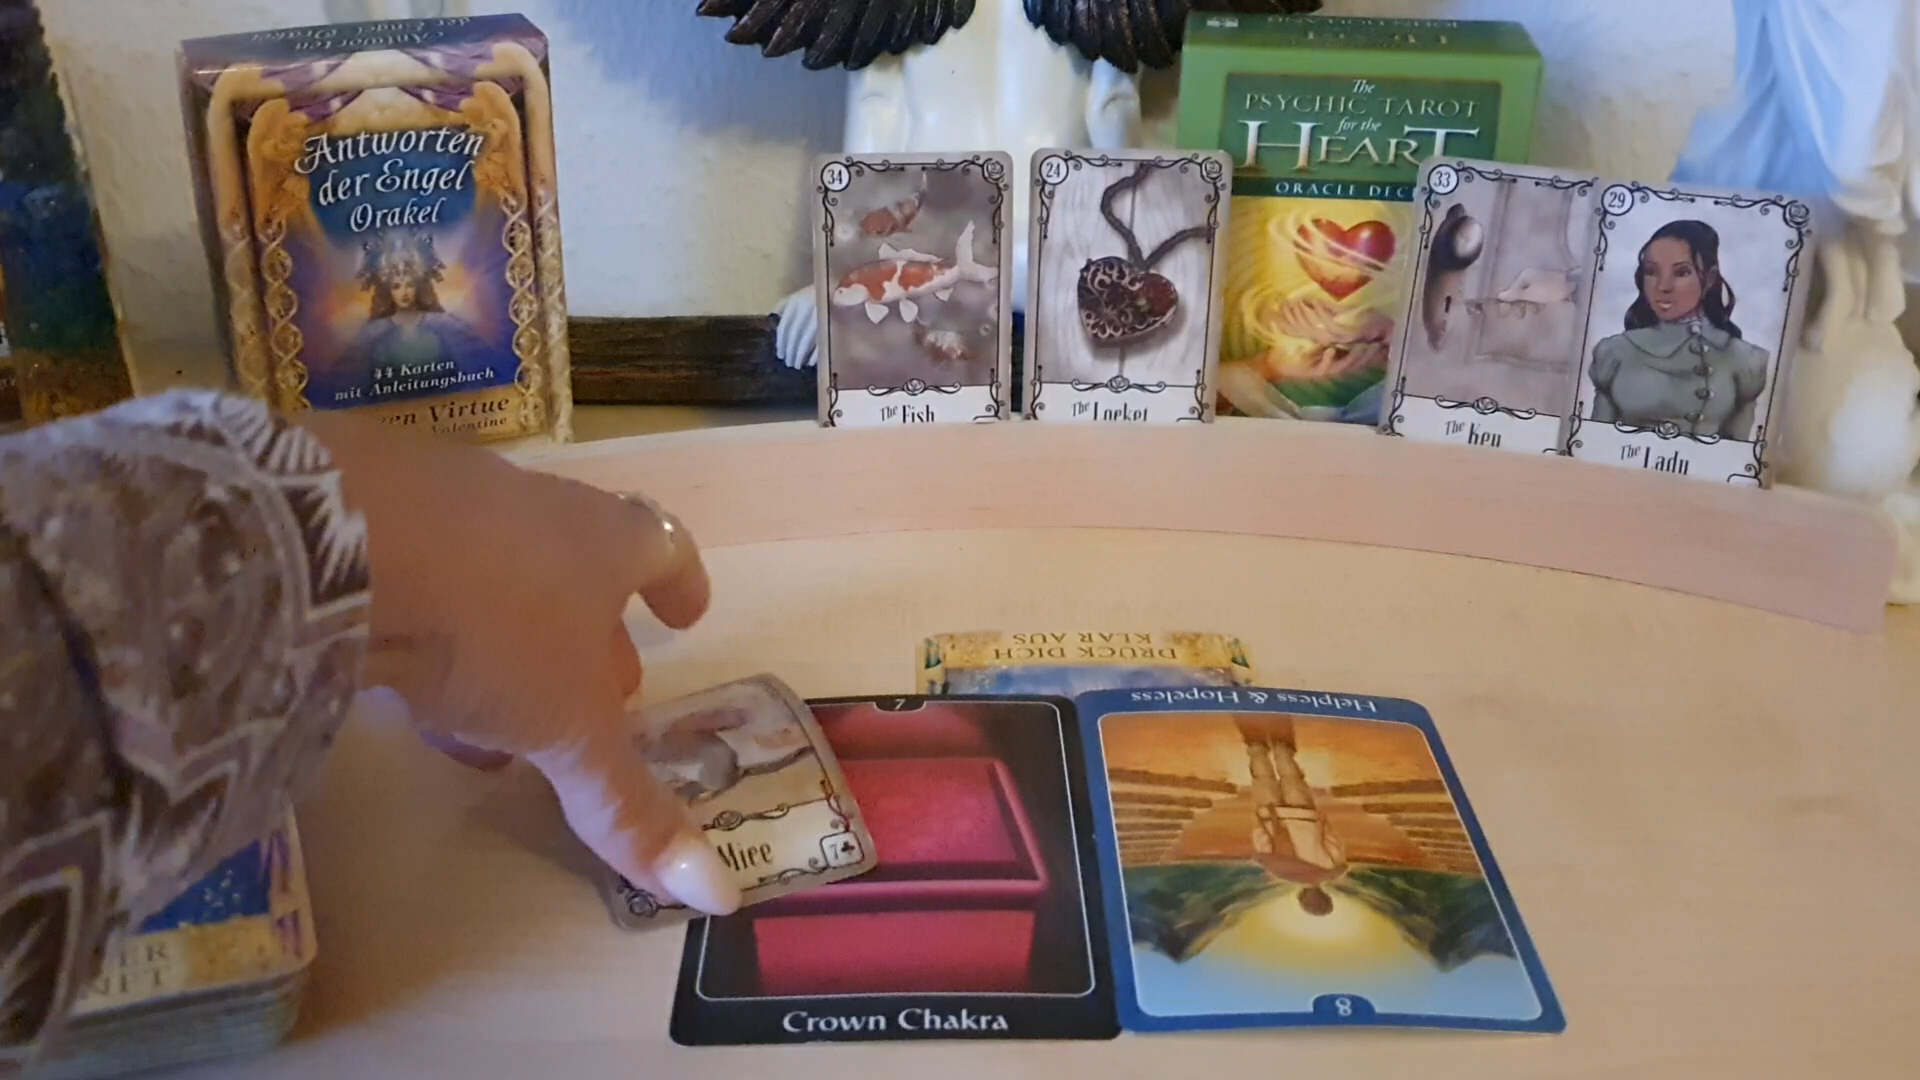 Antworten
der Engel
Orakel
44 Karten
mit Anleitungsbuch
Virtue
Valentine
The
PSYCHIC TAROT
for the
HEART
ORACLE DEC
34
The Fish
24
The Locket
33
The Key
29
The Lady
DRÜCK DICH
KLAR AUS
Mice
7♣
Crown Chakra
Helpless & Hopeless
8